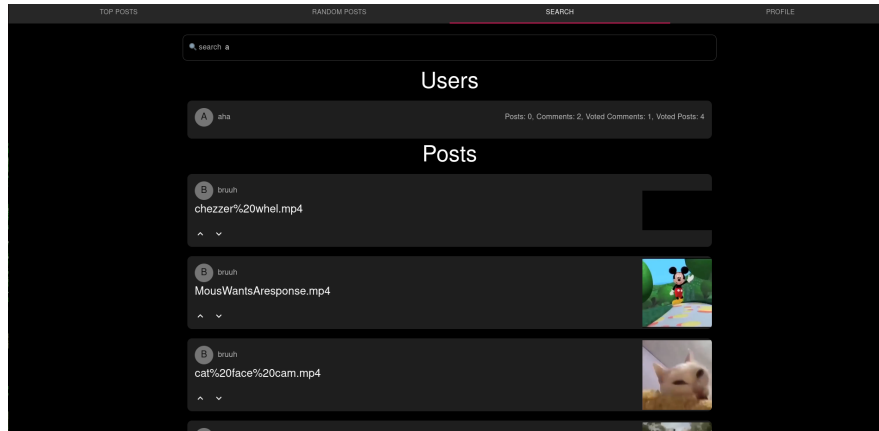 TOP POSTS RANDOM POSTS SEARCH PROFILE
search a
Users
A aha Posts: 0, Comments: 2, Voted Comments: 1, Voted Posts: 4
Posts
B bruuh
chezzer%20whel.mp4
B bruuh
MousWantsAresponse.mp4
B bruuh
cat%20face%20cam.mp4